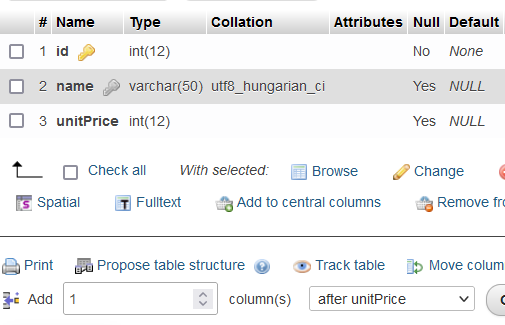 # Name Type Collation Attributes Null Default
1 id int(12) No None
2 name varchar(50) utf8_hungarian_ci Yes NULL
3 unitPrice int(12) Yes NULL
Check all With selected: Browse Change
Spatial Fulltext Add to central columns Remove fro
Print Propose table structure Track table Move colum
Add 1 column(s) after unitPrice